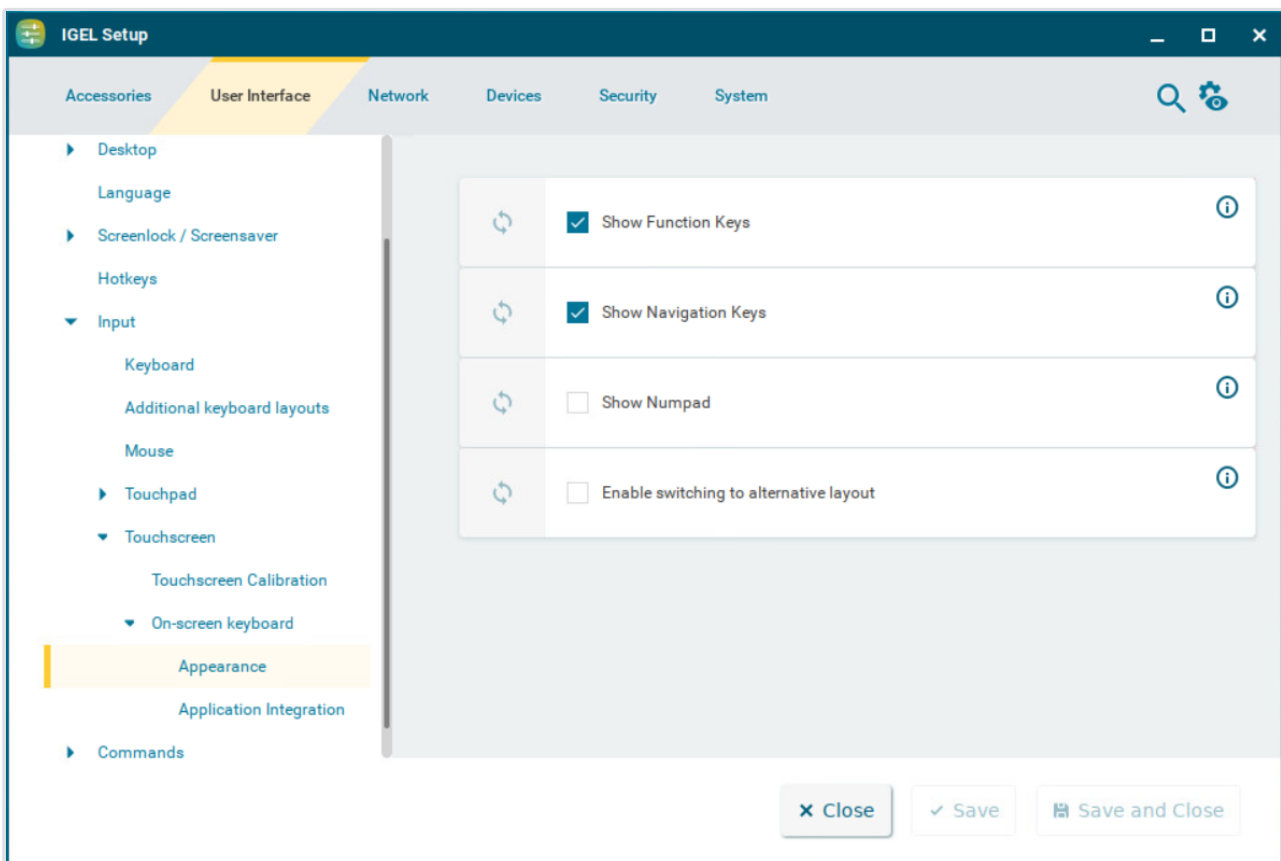 IGEL Setup
Accessories User Interface Network Devices Security System
Desktop
Language
Screenlock / Screensaver
Hotkeys
Input
Keyboard
Additional keyboard layouts
Mouse
Touchpad
Touchscreen
Touchscreen Calibration
On-screen keyboard
Appearance
Application Integration
Commands
Show Function Keys
Show Navigation Keys
Show Numpad
Enable switching to alternative layout
Close Save Save and Close